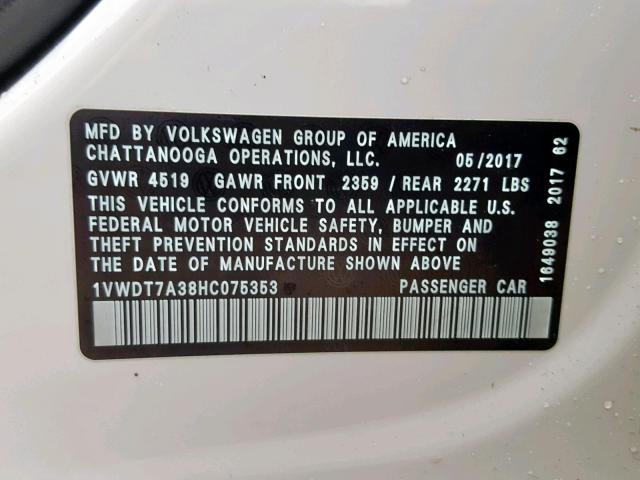 MFD BY VOLKSWAGEN GROUP OF AMERICA
CHATTANOOGA OPERATIONS, LLC. 05/2017
GVWR 4519 GAWR FRONT 2359 / REAR 2271 LBS
THIS VEHICLE CONFORMS TO ALL APPLICABLE U.S.
FEDERAL MOTOR VEHICLE SAFETY, BUMPER AND
THEFT PREVENTION STANDARDS IN EFFECT ON
THE DATE OF MANUFACTURE SHOWN ABOVE
1VWDT7A38HC075353 PASSENGER CAR
1649038 2017 62